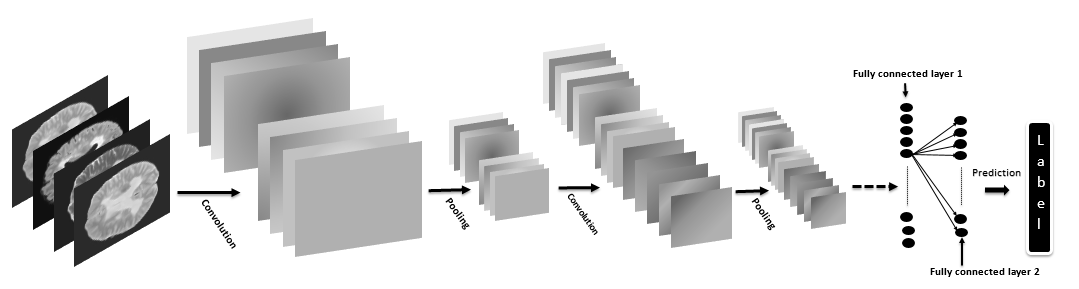 Convolution
Pooling
Convolution
Pooling
Fully connected layer 1
Fully connected layer 2
Prediction
L
a
b
e
l